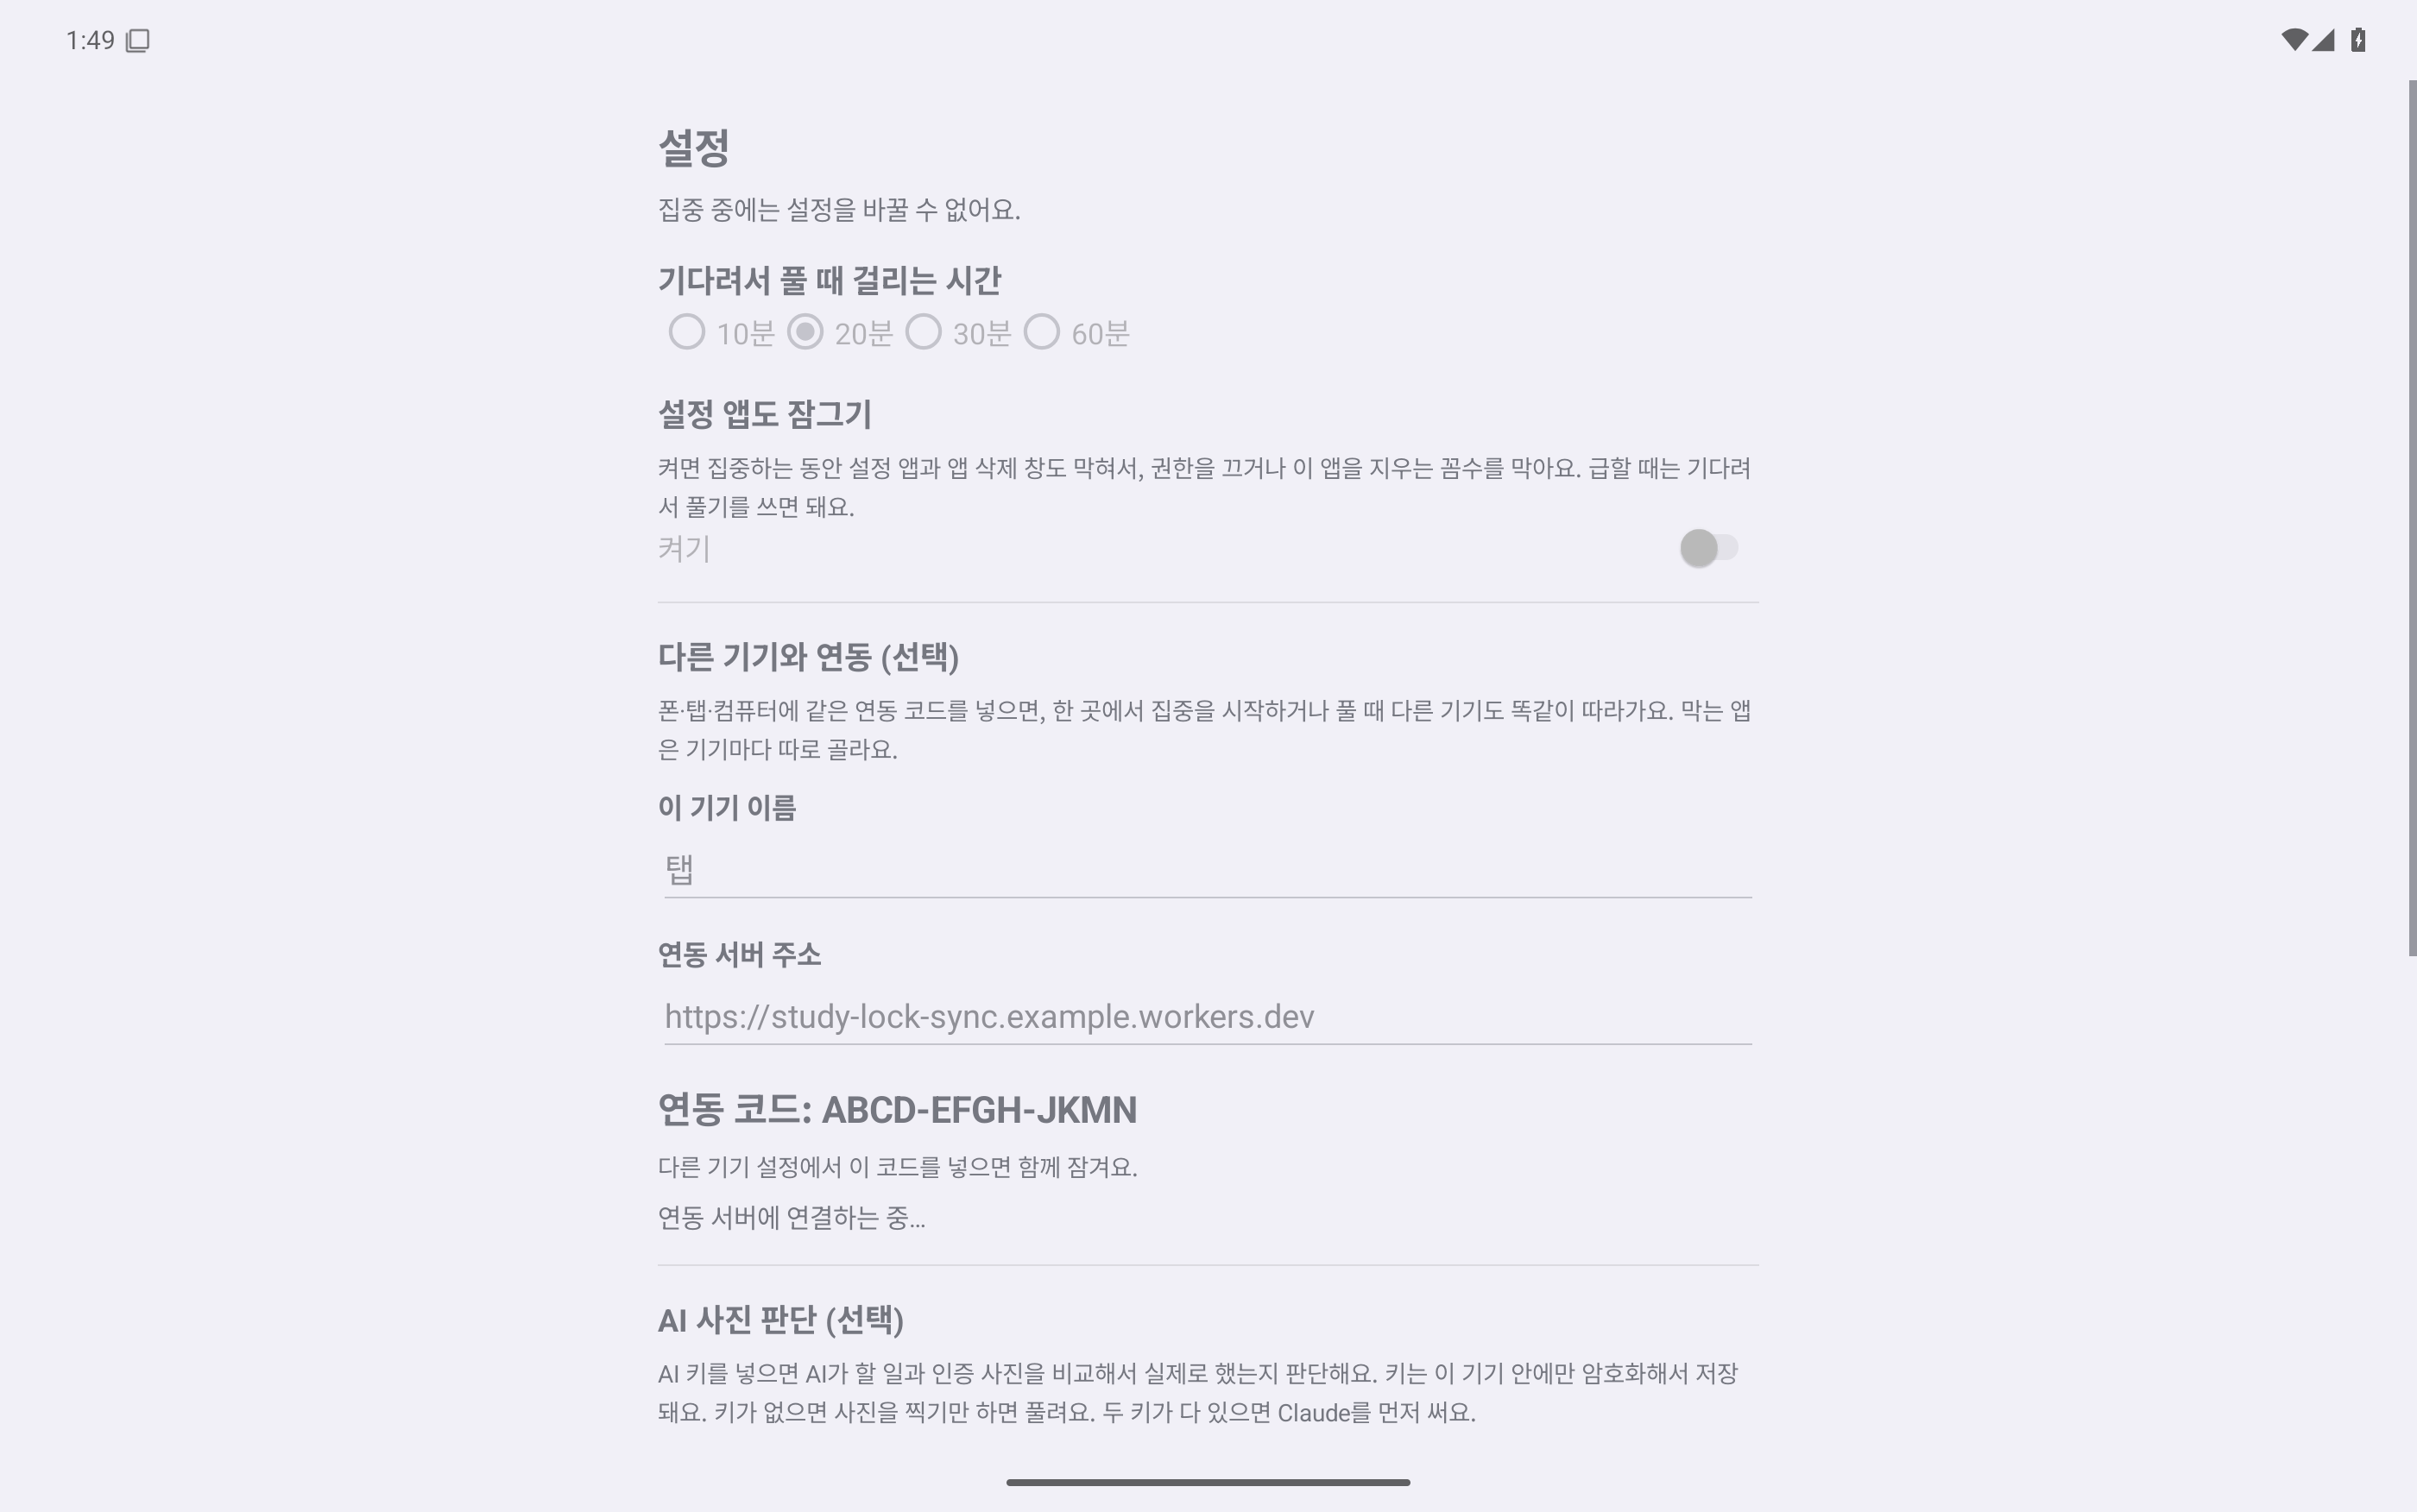 1:49
설정
집중 중에는 설정을 바꿀 수 없어요.
기다려서 풀 때 걸리는 시간
10분 20분 30분 60분
설정 앱도 잠그기
켜면 집중하는 동안 설정 앱과 앱 삭제 창도 막혀서, 권한을 끄거나 이 앱을 지우는 꼼수를 막아요. 급할 때는 기다려
서 풀기를 쓰면 돼요.
켜기
다른 기기와 연동 (선택)
폰·탭·컴퓨터에 같은 연동 코드를 넣으면, 한 곳에서 집중을 시작하거나 풀 때 다른 기기도 똑같이 따라가요. 막는 앱
은 기기마다 따로 골라요.
이 기기 이름
탭
연동 서버 주소
https://study-lock-sync.example.workers.dev
연동 코드: ABCD-EFGH-JKMN
다른 기기 설정에서 이 코드를 넣으면 함께 잠겨요.
연동 서버에 연결하는 중…
AI 사진 판단 (선택)
AI 키를 넣으면 AI가 할 일과 인증 사진을 비교해서 실제로 했는지 판단해요. 키는 이 기기 안에만 암호화해서 저장
돼요. 키가 없으면 사진을 찍기만 하면 풀려요. 두 키가 다 있으면 Claude를 먼저 써요.